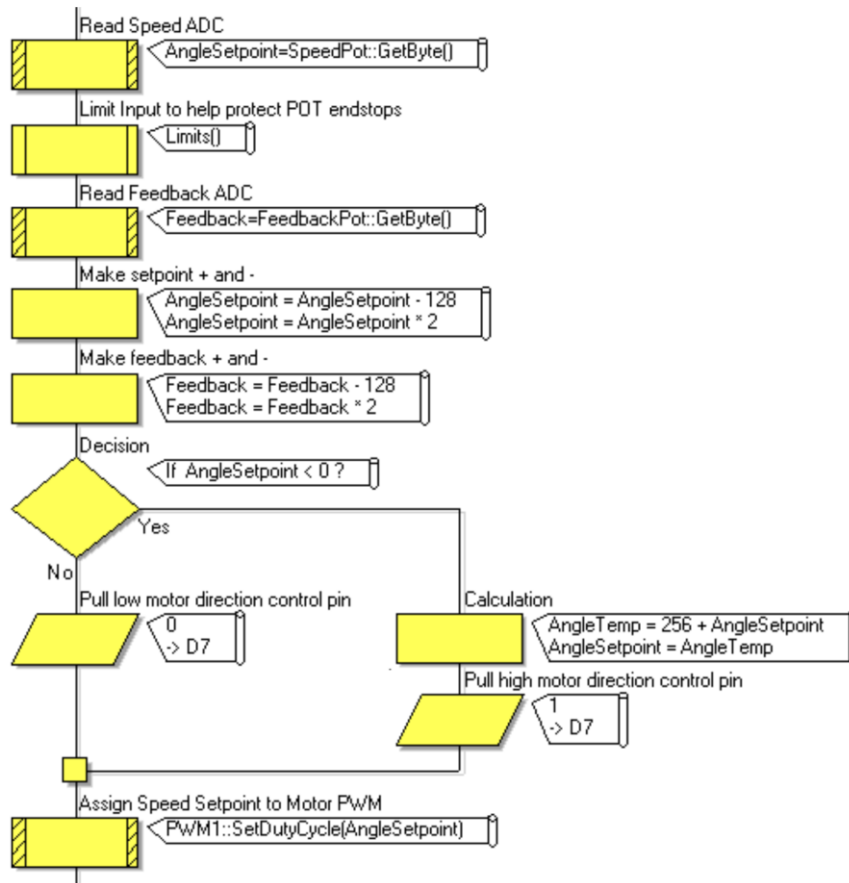 Read Speed ADC
AngleSetpoint=SpeedPot::GetByte()
Limit Input to help protect POT endstops
Limits()
Read Feedback ADC
Feedback=FeedbackPot::GetByte()
Make setpoint + and -
AngleSetpoint = AngleSetpoint - 128
AngleSetpoint = AngleSetpoint * 2
Make feedback + and -
Feedback = Feedback - 128
Feedback = Feedback * 2
Decision
If AngleSetpoint < 0 ?
Yes
No
Pull low motor direction control pin
0
-> D7
Calculation
AngleTemp = 256 + AngleSetpoint
AngleSetpoint = AngleTemp
Pull high motor direction control pin
1
-> D7
Assign Speed Setpoint to Motor PWM
PWM1::SetDutyCycle(AngleSetpoint)